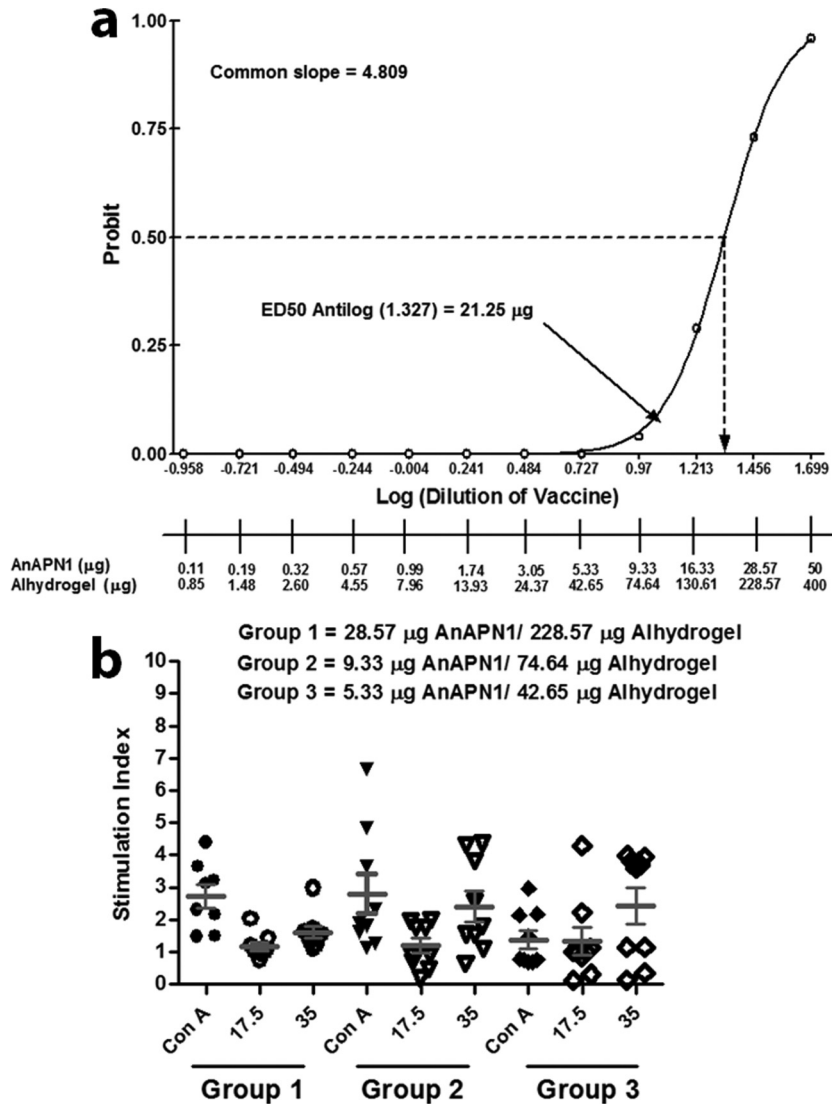 a
1.00
Common slope = 4.809
0.75
Probit
0.50
ED50 Antilog (1.327) = 21.25 µg
0.25
0.00
-0.958 -0.721 -0.494 -0.244 -0.004 0.241 0.484 0.727 0.97 1.213 1.456 1.699
Log (Dilution of Vaccine)
AnAPN1 (µg) 0.11 0.19 0.32 0.57 0.99 1.74 3.05 5.33 9.33 16.33 28.57 50
Alhydrogel (µg) 0.85 1.48 2.60 4.55 7.96 13.93 24.37 42.65 74.64 130.61 228.57 400
b
Group 1 = 28.57 µg AnAPN1/ 228.57 µg Alhydrogel
Group 2 = 9.33 µg AnAPN1/ 74.64 µg Alhydrogel
Group 3 = 5.33 µg AnAPN1/ 42.65 µg Alhydrogel
10
9
8
7
6
5
4
3
2
1
0
Stimulation Index
Con A 17.5 35 Con A 17.5 35 Con A 17.5 35
Group 1 Group 2 Group 3